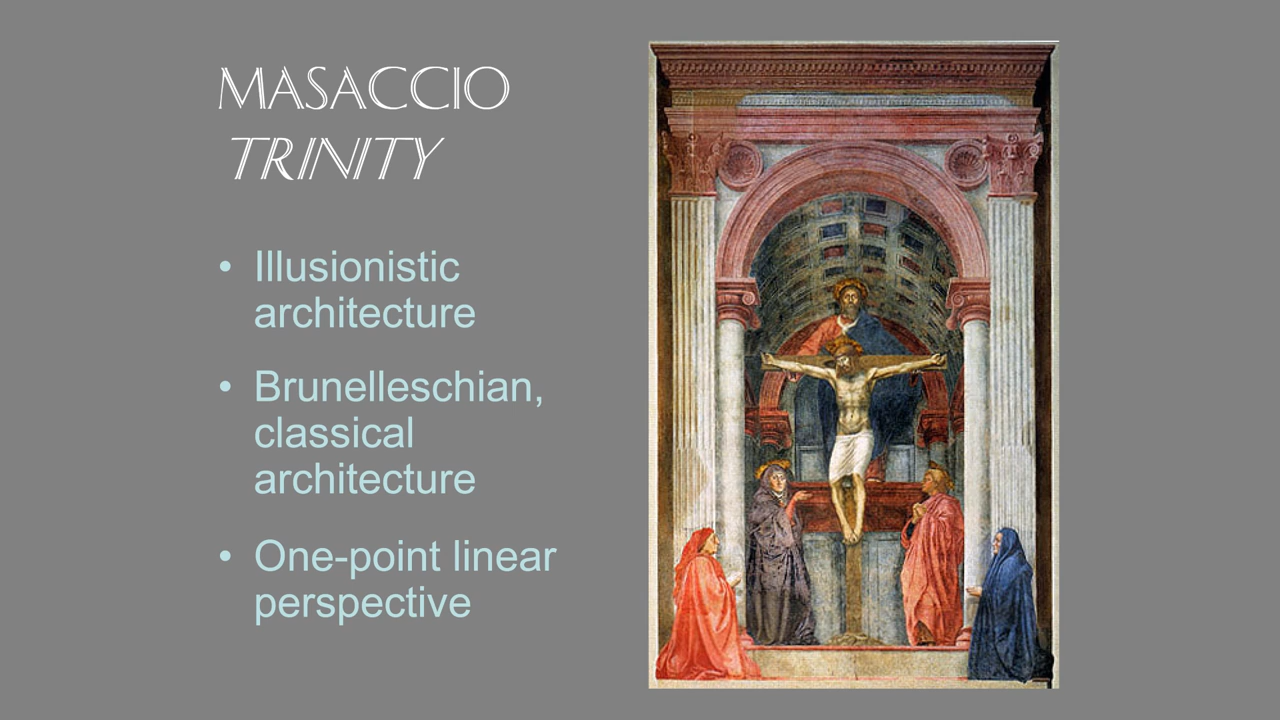 MASACCIO
TRINITY
• Illusionistic
architecture
• Brunelleschian,
classical
architecture
• One-point linear
perspective